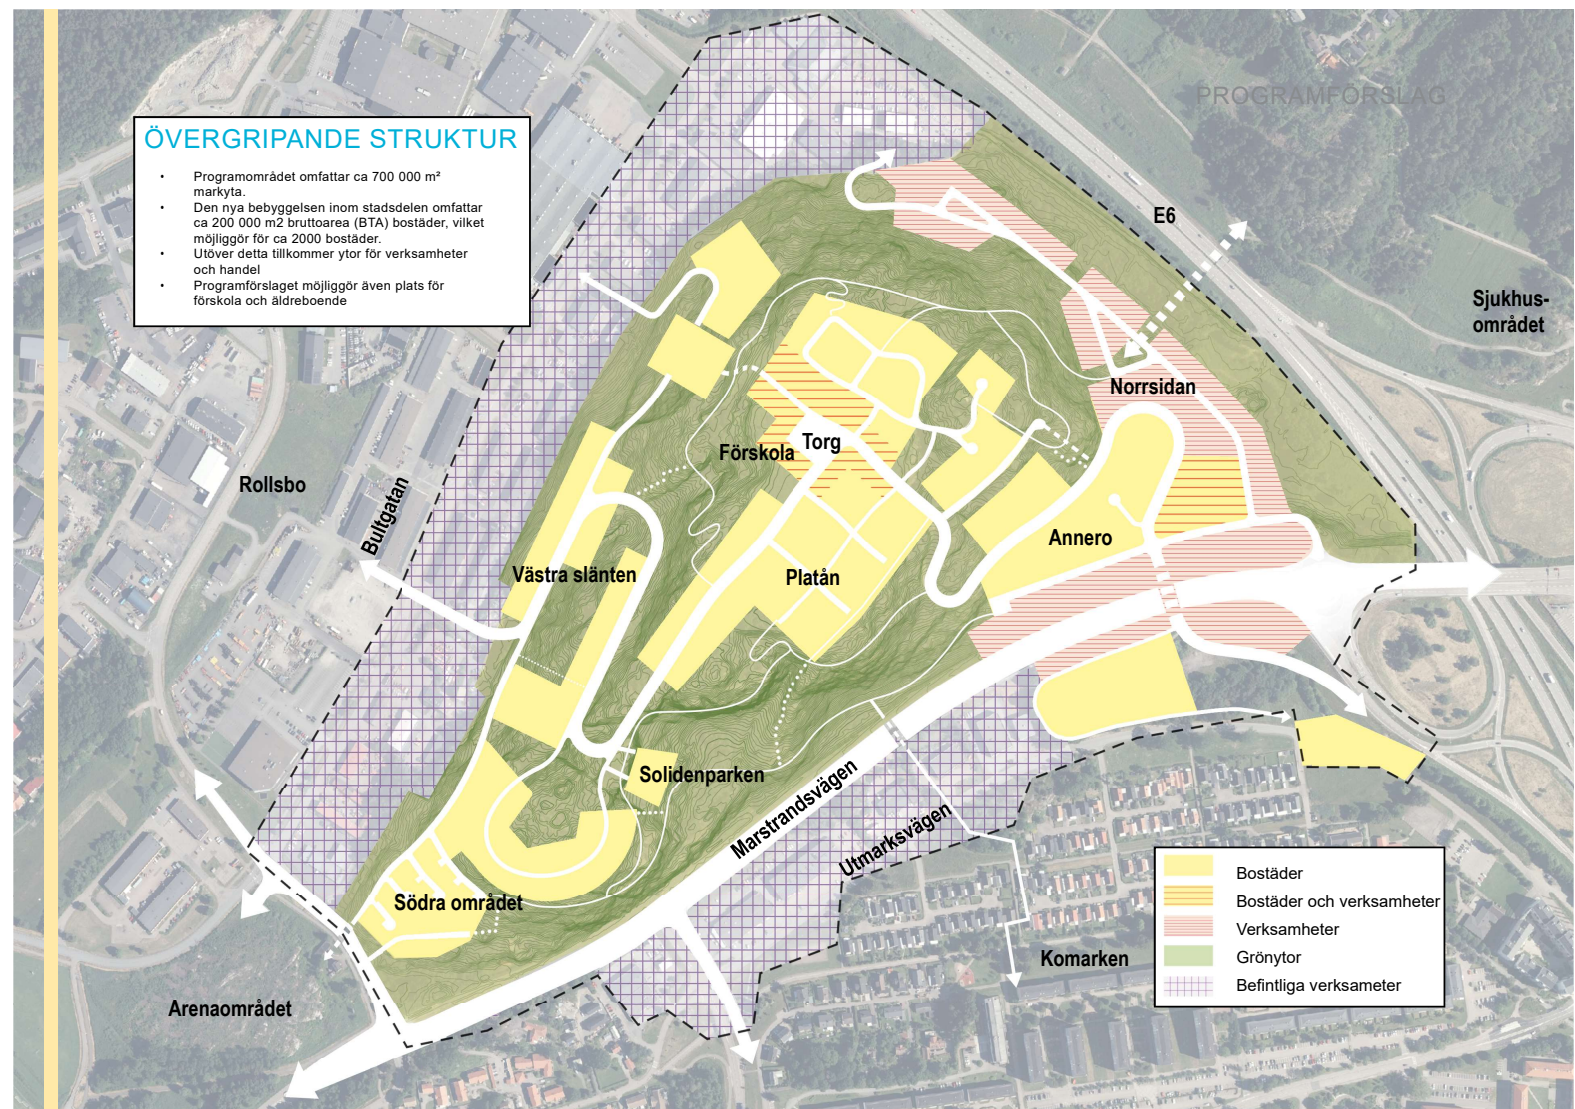 PROGRAMFÖRSLAG
ÖVERGRIPANDE STRUKTUR
• Programområdet omfattar ca 700 000 m²
markyta.
• Den nya bebyggelsen inom stadsdelen omfattar
ca 200 000 m2 bruttoarea (BTA) bostäder, vilket
möjliggör för ca 2000 bostäder.
• Utöver detta tillkommer ytor för verksamheter
och handel
• Programförslaget möjliggör även plats för
förskola och äldreboende
E6
Sjukhus-
området
Norrsidan
Torg
Förskola
Rollsbo
Bultgatan
Annero
Västra slänten
Platån
Solidenparken
Marstrandsvägen
Utmarksvägen
Södra området
Komarken
Arenaområdet
Bostäder
Bostäder och verksamheter
Verksamheter
Grönytor
Befintliga verksameter